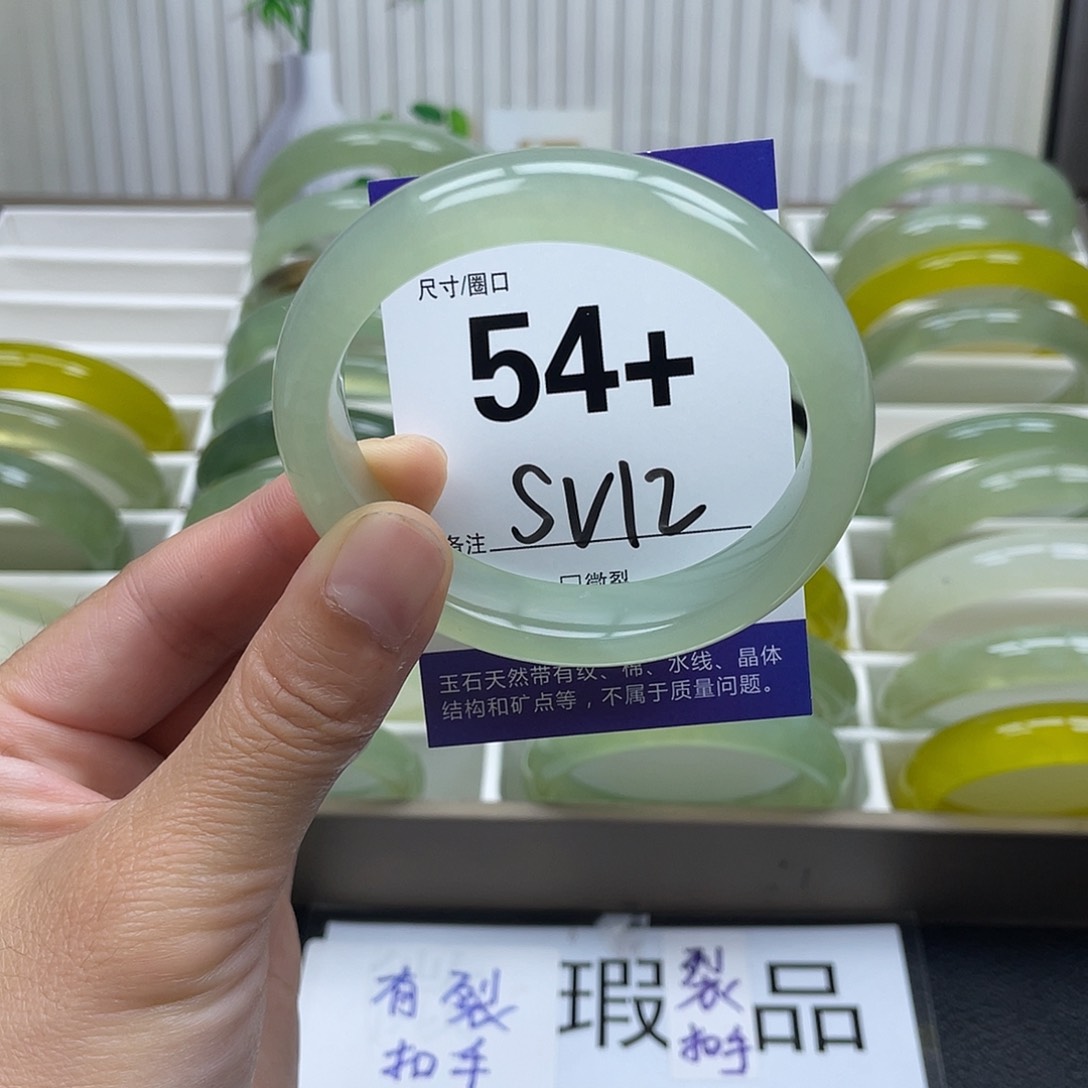 尺寸/圈口
54+
备注 SV12
□微裂
玉石天然带有纹、棉、水线、晶体
结构和矿点等，不属于质量问题。
有裂
扣手
瑕 品
裂
扣手